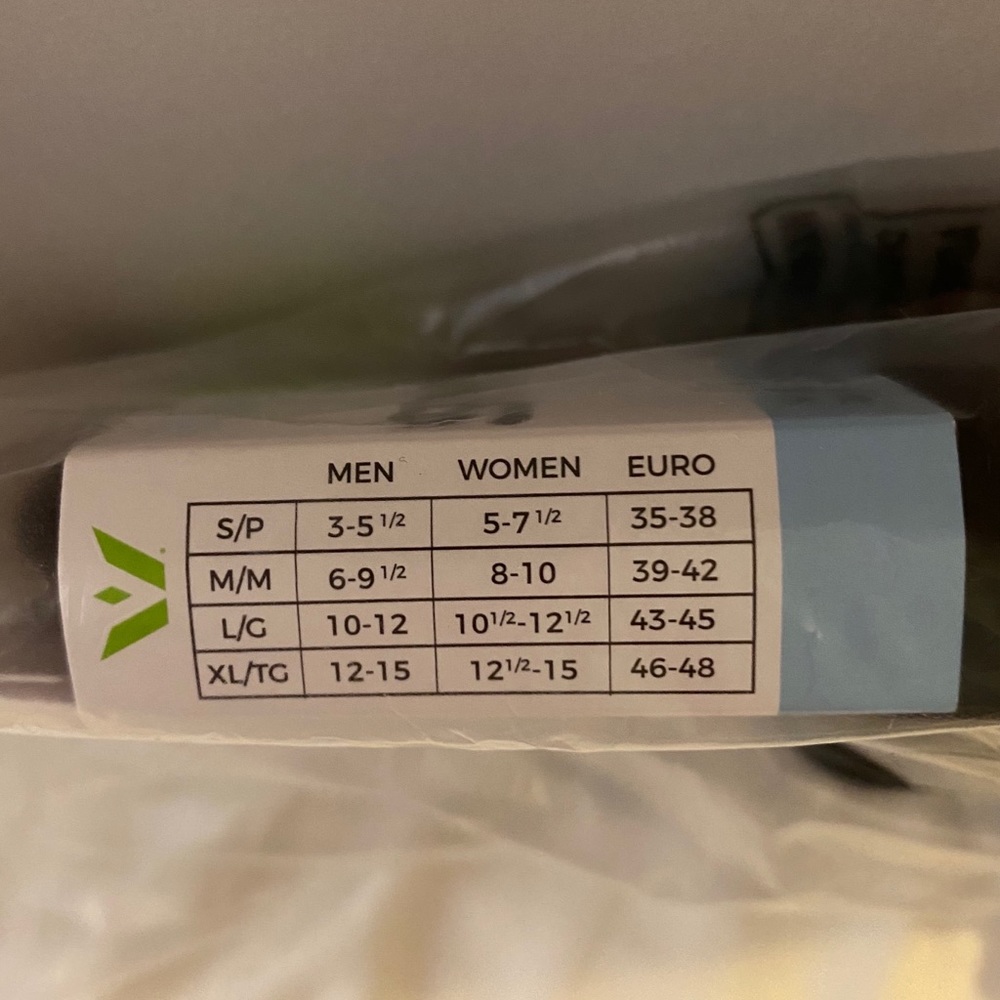 MEN WOMEN EURO
S/P 3-5 1/2 5-7 1/2 35-38
M/M 6-9 1/2 8-10 39-42
L/G 10-12 10 1/2-12 1/2 43-45
XL/TG 12-15 12 1/2-15 46-48